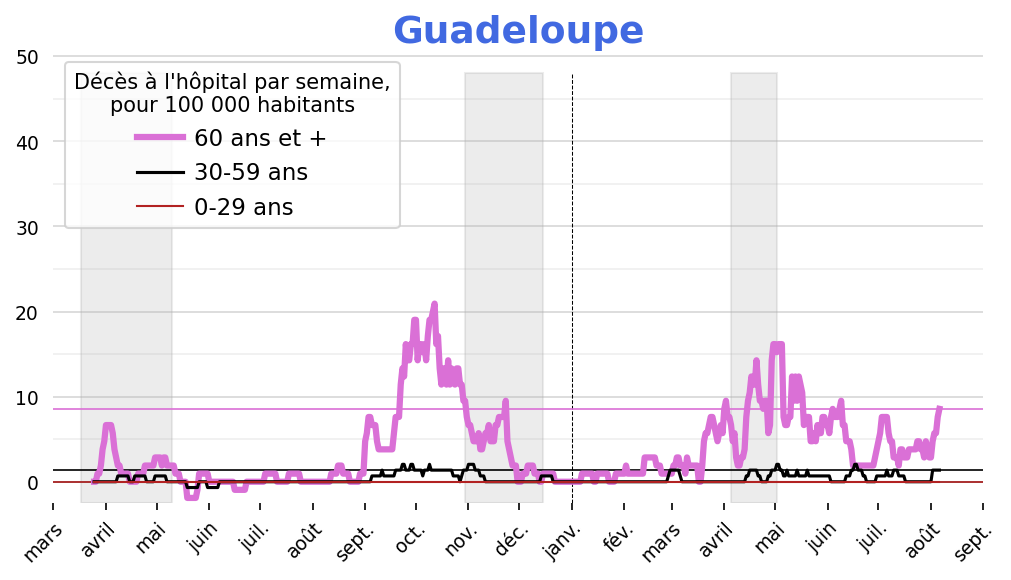 Guadeloupe
Décès à l'hôpital par semaine,
pour 100 000 habitants
60 ans et +
30-59 ans
0-29 ans
50
40
30
20
10
0
mars avril mai juin juil. août sept. oct. nov. déc. janv. fév. mars avril mai juin juil. août sept.